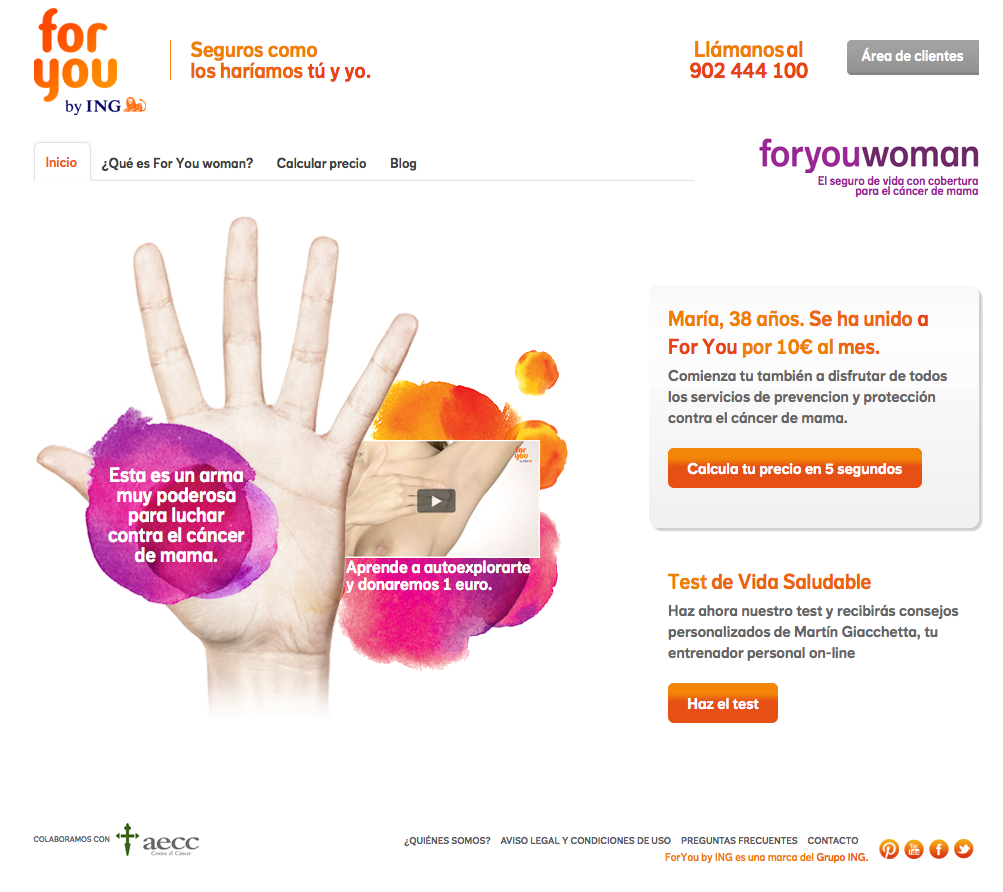 for
you
by ING
Seguros como
los haríamos tú y yo.
Llámanos al
902 444 100
Área de clientes
Inicio
¿Qué es For You woman?
Calcular precio
Blog
foryouwoman
El seguro de vida con cobertura
para el cáncer de mama
Esta es un arma
muy poderosa
para luchar
contra el cáncer
de mama.
for
you
by ING
Aprende a autoexplorarte
y donaremos 1 euro.
María, 38 años. Se ha unido a
For You por 10€ al mes.
Comienza tu también a disfrutar de todos
los servicios de prevencion y protección
contra el cáncer de mama.
Calcula tu precio en 5 segundos
Test de Vida Saludable
Haz ahora nuestro test y recibirás consejos
personalizados de Martín Giacchetta, tu
entrenador personal on-line
Haz el test
COLABORAMOS CON
aecc
Contra el Cáncer
¿QUIÉNES SOMOS?
AVISO LEGAL Y CONDICIONES DE USO
PREGUNTAS FRECUENTES
CONTACTO
ForYou by ING es una marca del Grupo ING.
You
Tube